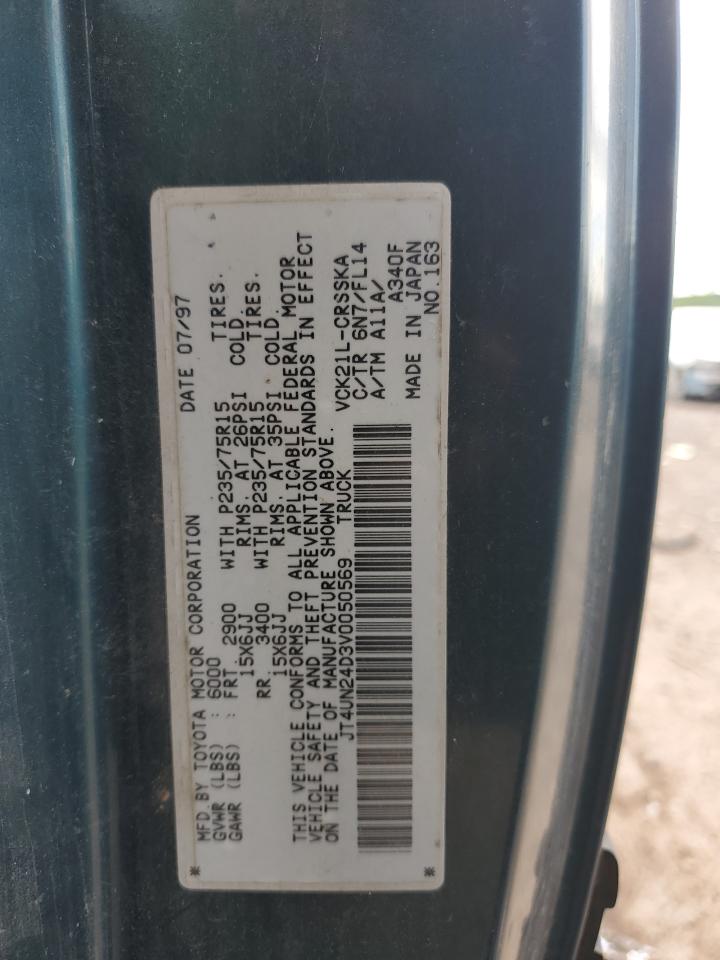 MFD. BY TOYOTA MOTOR CORPORATION DATE 07/97
GVWR (LBS) : 6000
GAWR (LBS) : FRT. 2900 WITH P235/75R15 TIRES.
15X6JJ RIMS. AT 26PSI COLD.
RR. 3400 WITH P235/75R15 TIRES.
15X6JJ RIMS. AT 35PSI COLD.
THIS VEHICLE CONFORMS TO ALL APPLICABLE FEDERAL MOTOR
VEHICLE SAFETY AND THEFT PREVENTION STANDARDS IN EFFECT
ON THE DATE OF MANUFACTURE SHOWN ABOVE.
JT4UN24D3V0050569 TRUCK VCK21L-CRSSKA
C/TR 6N7/FL14
A/TM A11A/
A340F
MADE IN JAPAN
* * NO.163